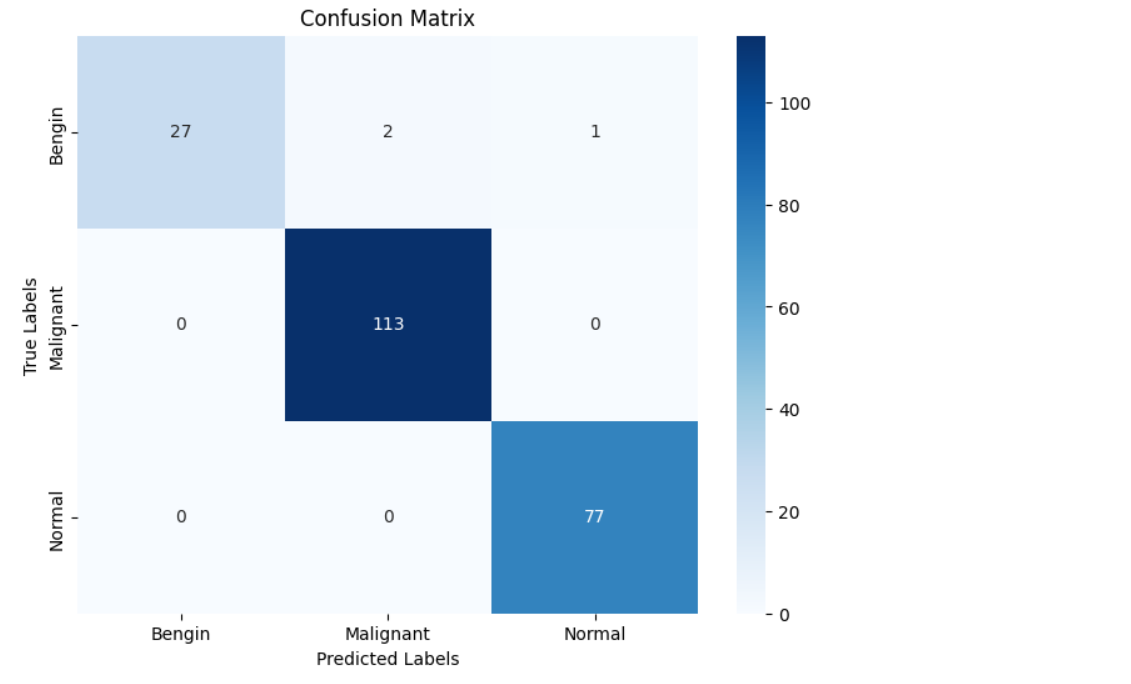 Confusion Matrix
True Labels
Bengin
27
2
1
Malignant
0
113
0
Normal
0
0
77
Bengin
Malignant
Normal
Predicted Labels
100
80
60
40
20
0